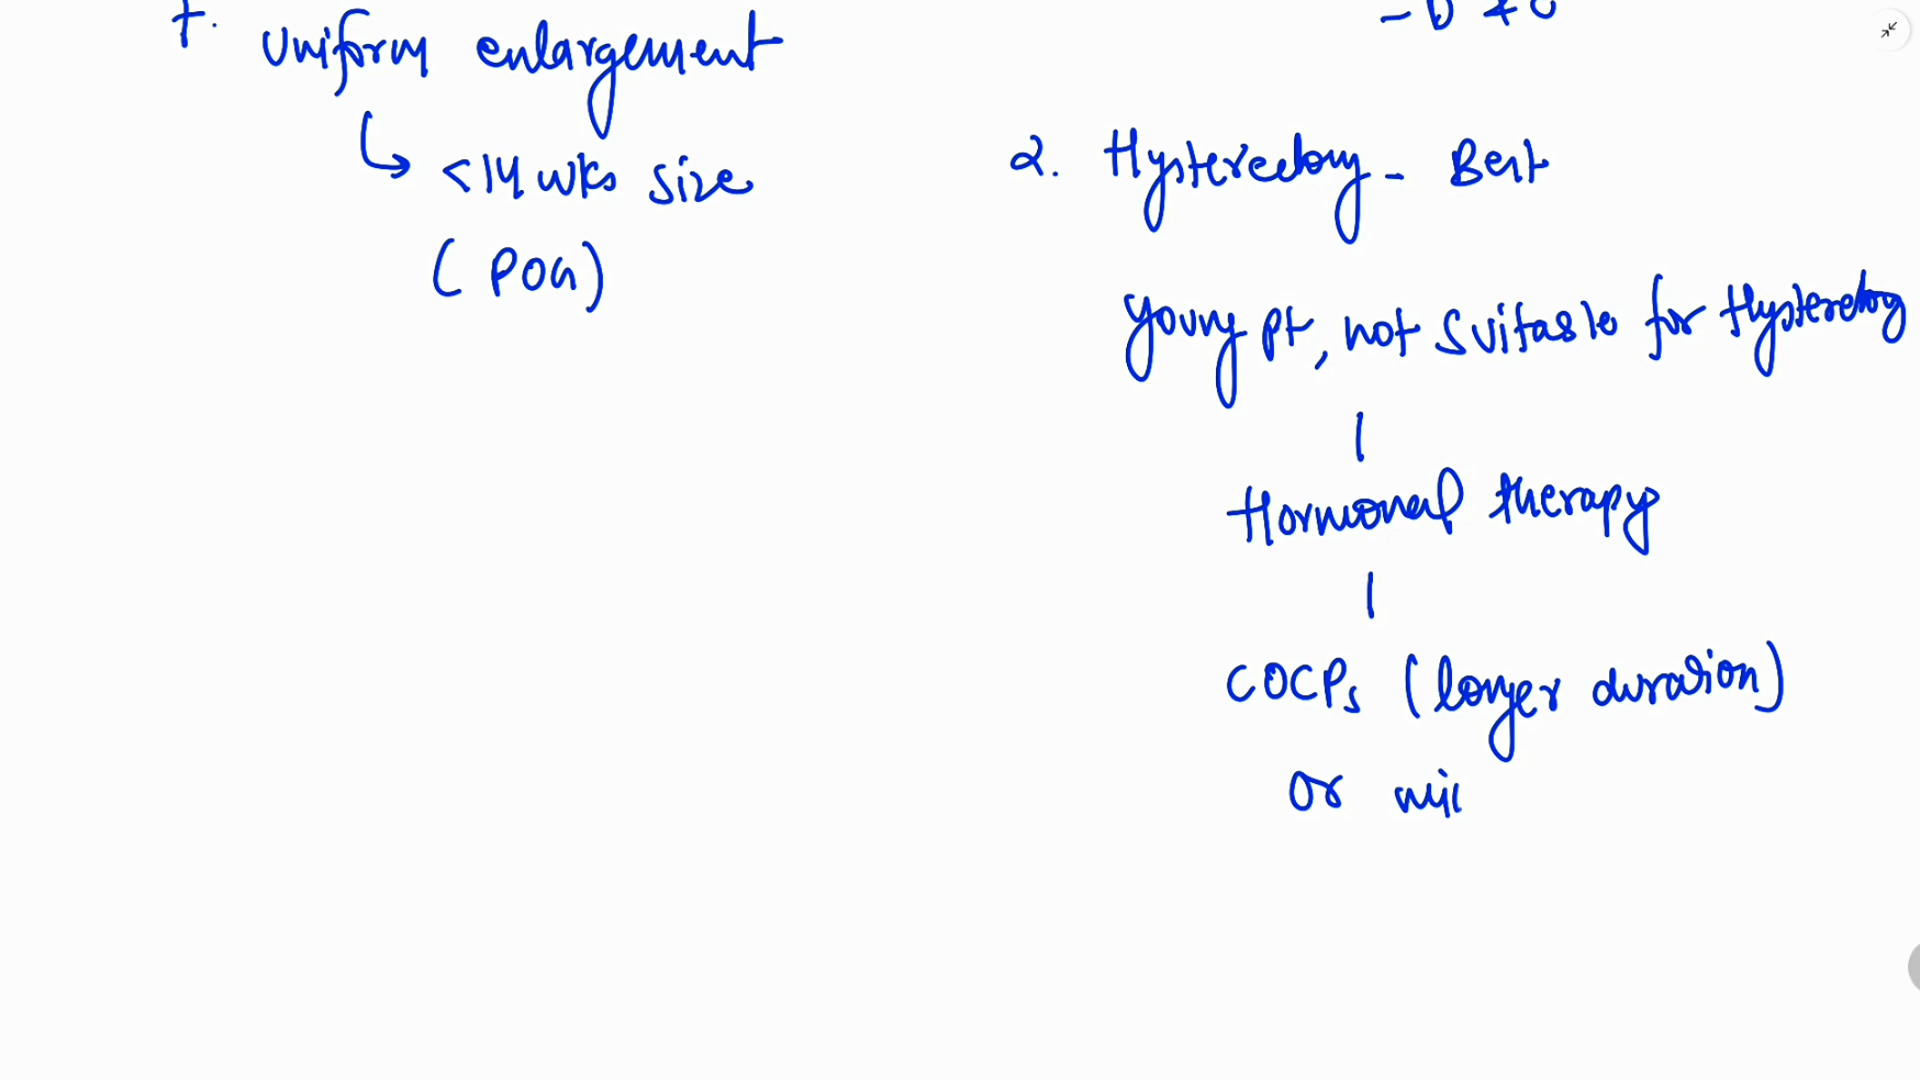 7. Uniform enlargement
↳ <14 wks size
(POG)
- D & C
2. Hysterectomy - Best
young pt, not suitable for Hysterectomy
|
Hormonal therapy
|
COCPs (longer duration)
or